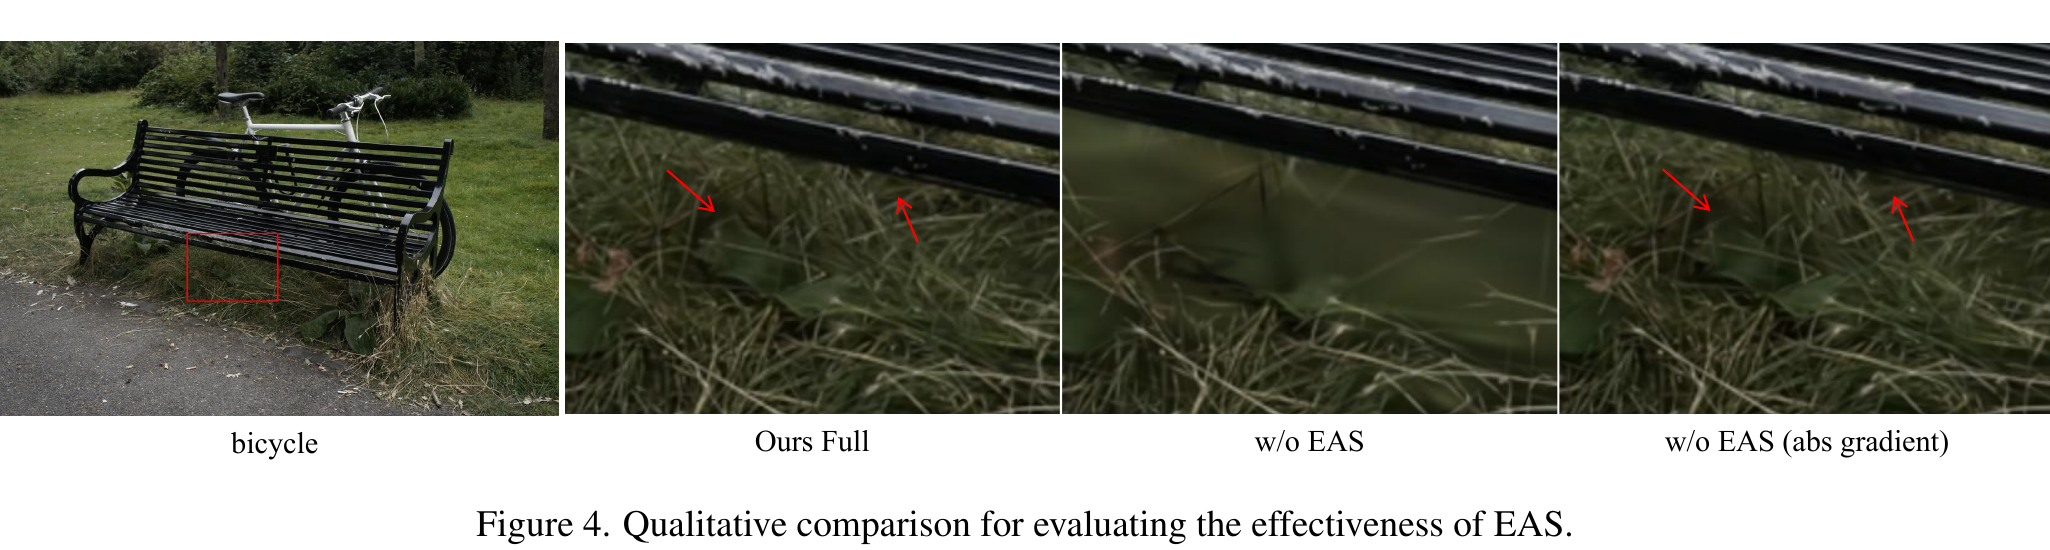 bicycle
Ours Full
w/o EAS
w/o EAS (abs gradient)
Figure 4. Qualitative comparison for evaluating the effectiveness of EAS.